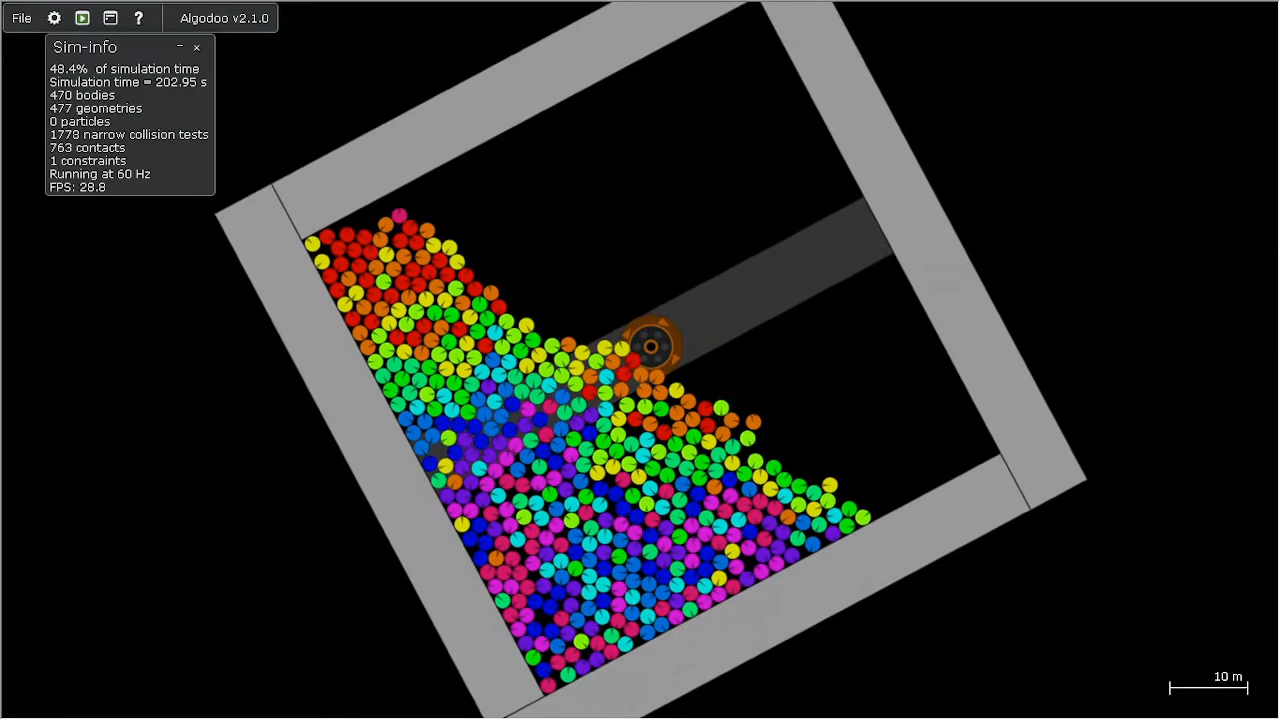 File ? Algodoo v2.1.0
Sim-info
48.4% of simulation time
Simulation time = 202.95 s
470 bodies
477 geometries
0 particles
1778 narrow collision tests
763 contacts
1 constraints
Running at 60 Hz
FPS: 28.8
10 m